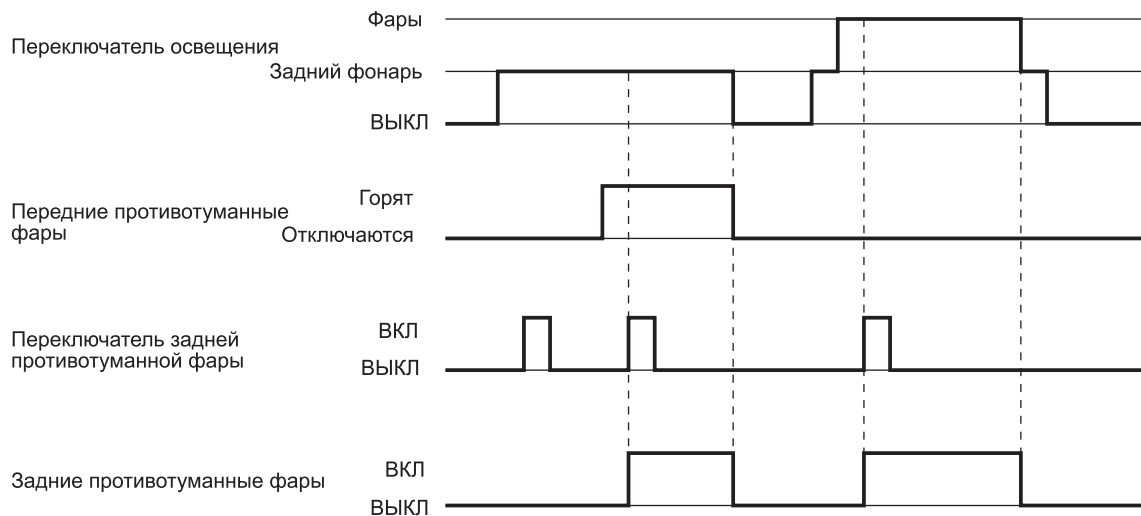 Фары
Переключатель освещения
Задний фонарь
ВЫКЛ
Горят
Передние противотуманные
фары
Отключаются
ВКЛ
Переключатель задней
противотуманной фары
ВЫКЛ
ВКЛ
Задние противотуманные фары
ВЫКЛ